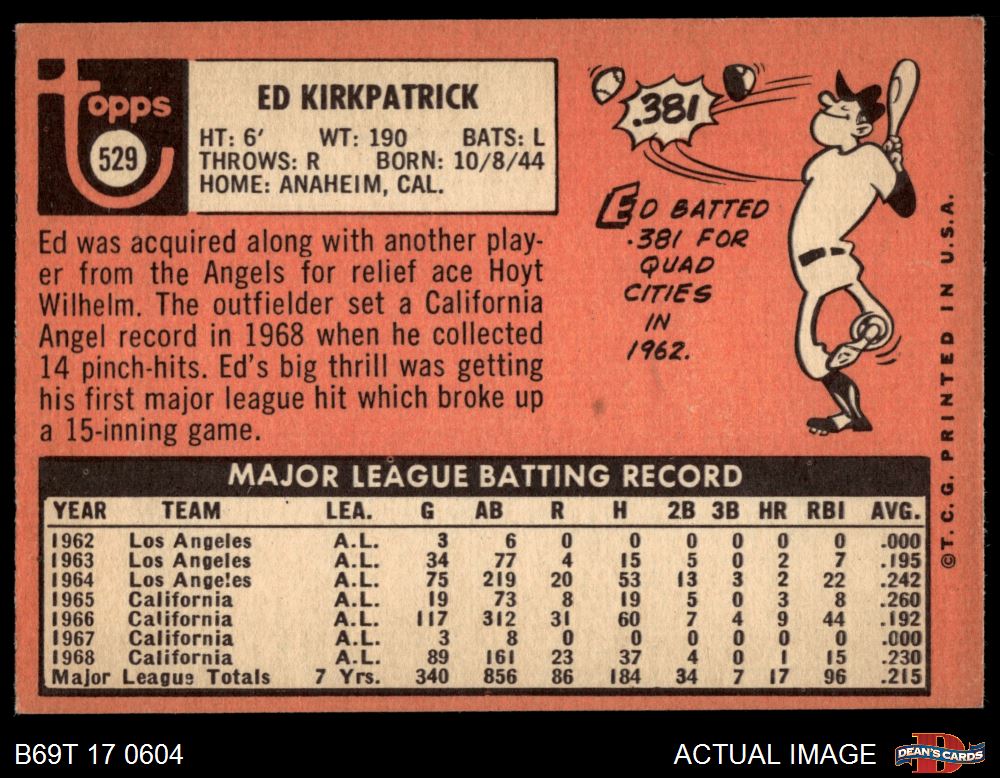 Topps
529
ED KIRKPATRICK
HT: 6' WT: 190 BATS: L
THROWS: R BORN: 10/8/44
HOME: ANAHEIM, CAL.
Ed was acquired along with another play-
er from the Angels for relief ace Hoyt
Wilhelm. The outfielder set a California
Angel record in 1968 when he collected
14 pinch-hits. Ed's big thrill was getting
his first major league hit which broke up
a 15-inning game.
.381
ED BATTED
.381 FOR
QUAD
CITIES
IN
1962.
©T.C.G. PRINTED IN U.S.A.
MAJOR LEAGUE BATTING RECORD
YEAR TEAM LEA. G AB R H 2B 3B HR RBI AVG.
1962 Los Angeles A.L. 3 6 0 0 0 0 0 0 .000
1963 Los Angeles A.L. 34 77 4 15 5 0 2 7 .195
1964 Los Angeles A.L. 75 219 20 53 13 3 2 22 .242
1965 California A.L. 19 73 8 19 5 0 3 8 .260
1966 California A.L. 117 312 31 60 7 4 9 44 .192
1967 California A.L. 3 8 0 0 0 0 0 0 .000
1968 California A.L. 89 161 23 37 4 0 1 15 .230
Major League Totals 7 Yrs. 340 856 86 184 34 7 17 96 .215
B69T 17 0604
ACTUAL IMAGE
D
DEAN'S CARDS